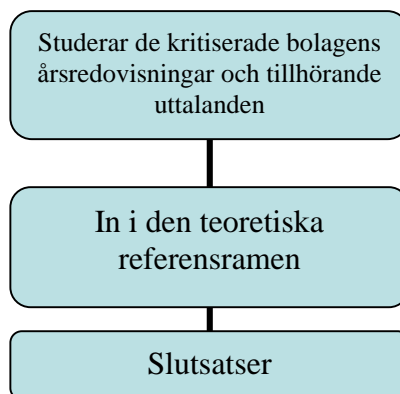 Studerar de kritiserade bolagens
årsredovisningar och tillhörande
uttalanden
In i den teoretiska
referensramen
Slutsatser